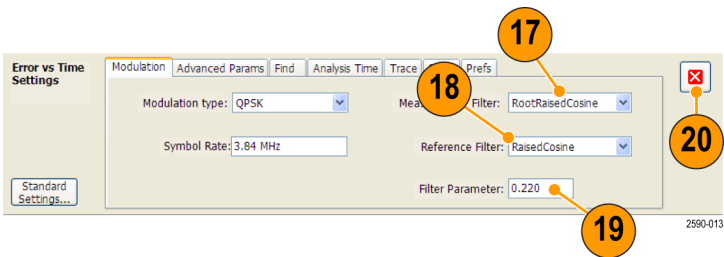 17
Error vs Time
Settings
Modulation Advanced Params Find Analysis Time Trace Prefs
18
Modulation type: QPSK
Filter: RootRaisedCosine
20
Symbol Rate: 3.84 MHz
Reference Filter: RaisedCosine
Standard
Settings...
Filter Parameter: 0.220
19
2590-013